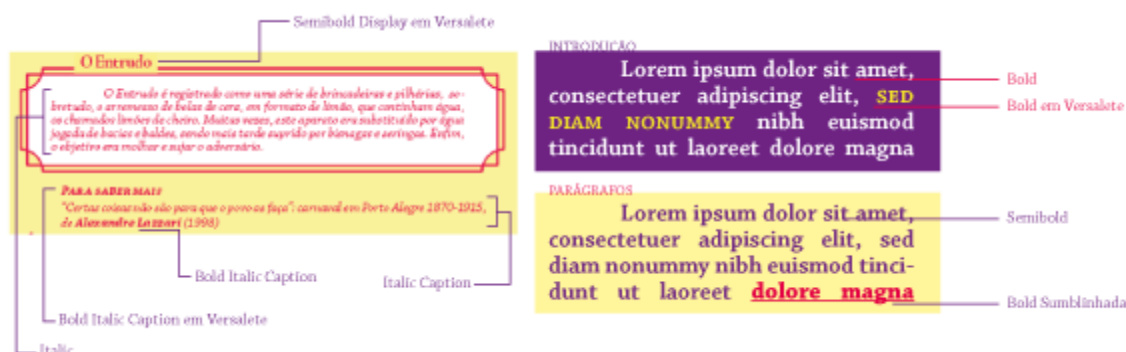 Semibold Display em Versalete
O Entrudo
O Entrudo é registrado como uma série de brincadeiras e pilhérias, so-
bretudo, o arremesso de bolas de cera, em formato de limão, que continham água,
os chamados limões de cheiro. Muitas vezes, este aparato era substituído por água
jogada de bacias e baldes, sendo mais tarde suprido por bisnagas e seringas. Enfim,
o objetivo era molhar e sujar o adversário.
PARA SABER MAIS
"Certas coisas não são para que o povo as faça": carnaval em Porto Alegre 1870-1915,
de Alexandre Lazzari (1998)
Bold Italic Caption
Italic Caption
Bold Italic Caption em Versalete
Italic
INTRODUÇÃO
Lorem ipsum dolor sit amet,
consectetuer adipiscing elit, SED
DIAM NONUMMY nibh euismod
tincidunt ut laoreet dolore magna
Bold
Bold em Versalete
PARÁGRAFOS
Lorem ipsum dolor sit amet,
consectetuer adipiscing elit, sed
diam nonummy nibh euismod tinci-
dunt ut laoreet dolore magna
Semibold
Bold Sumblinhada